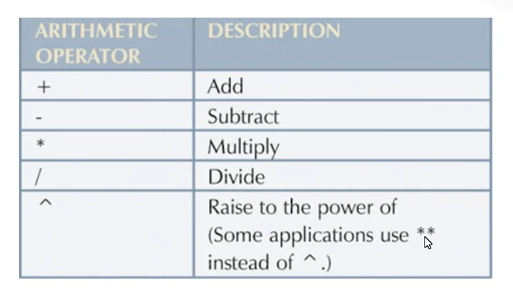 ARITHMETIC DESCRIPTION
OPERATOR
+ Add
- Subtract
* Multiply
/ Divide
^ Raise to the power of
(Some applications use **
instead of ^.)